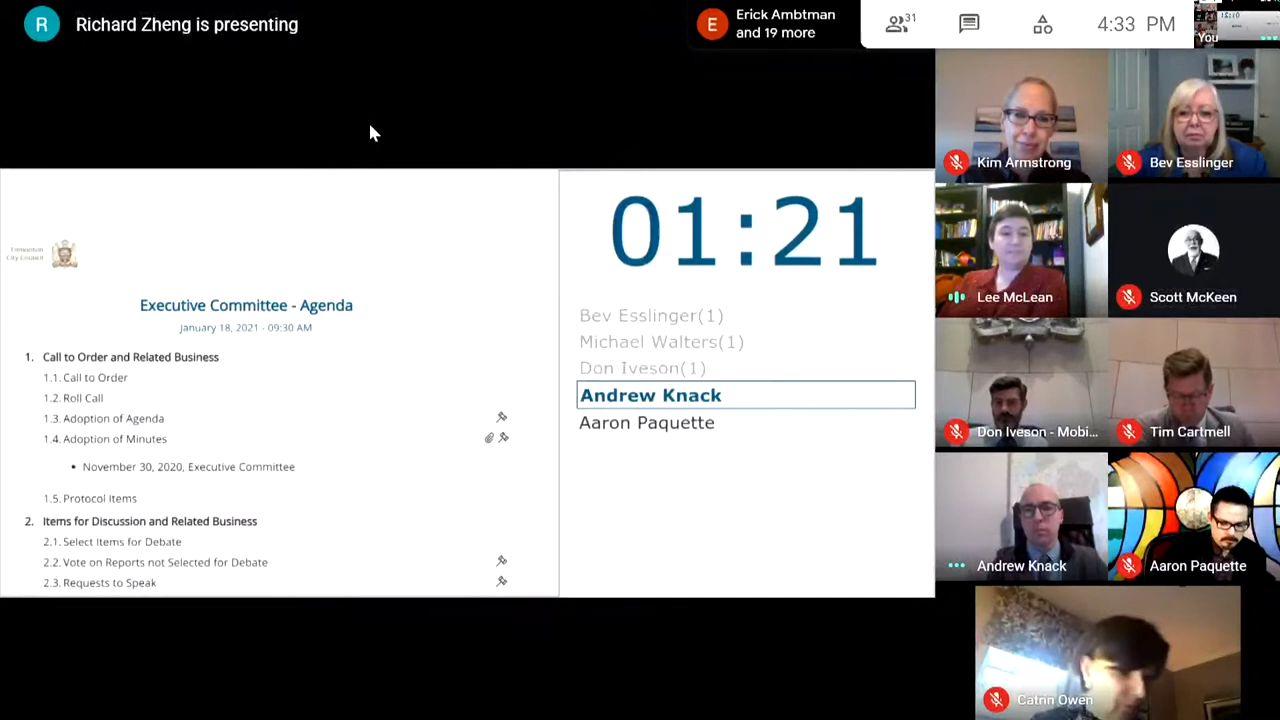 R
Richard Zheng is presenting
E
Erick Ambtman
and 19 more
31
4:33 PM
You
Edmonton
City Council
Executive Committee - Agenda
January 18, 2021 - 09:30 AM
1. Call to Order and Related Business
1.1. Call to Order
1.2. Roll Call
1.3. Adoption of Agenda
1.4. Adoption of Minutes
• November 30, 2020, Executive Committee
1.5. Protocol Items
2. Items for Discussion and Related Business
2.1. Select Items for Debate
2.2. Vote on Reports not Selected for Debate
2.3. Requests to Speak
01:21
Bev Esslinger(1)
Michael Walters(1)
Don Iveson(1)
Andrew Knack
Aaron Paquette
Kim Armstrong
Bev Esslinger
Lee McLean
Scott McKeen
Don Iveson - Mobi...
Tim Cartmell
Andrew Knack
Aaron Paquette
Catrin Owen